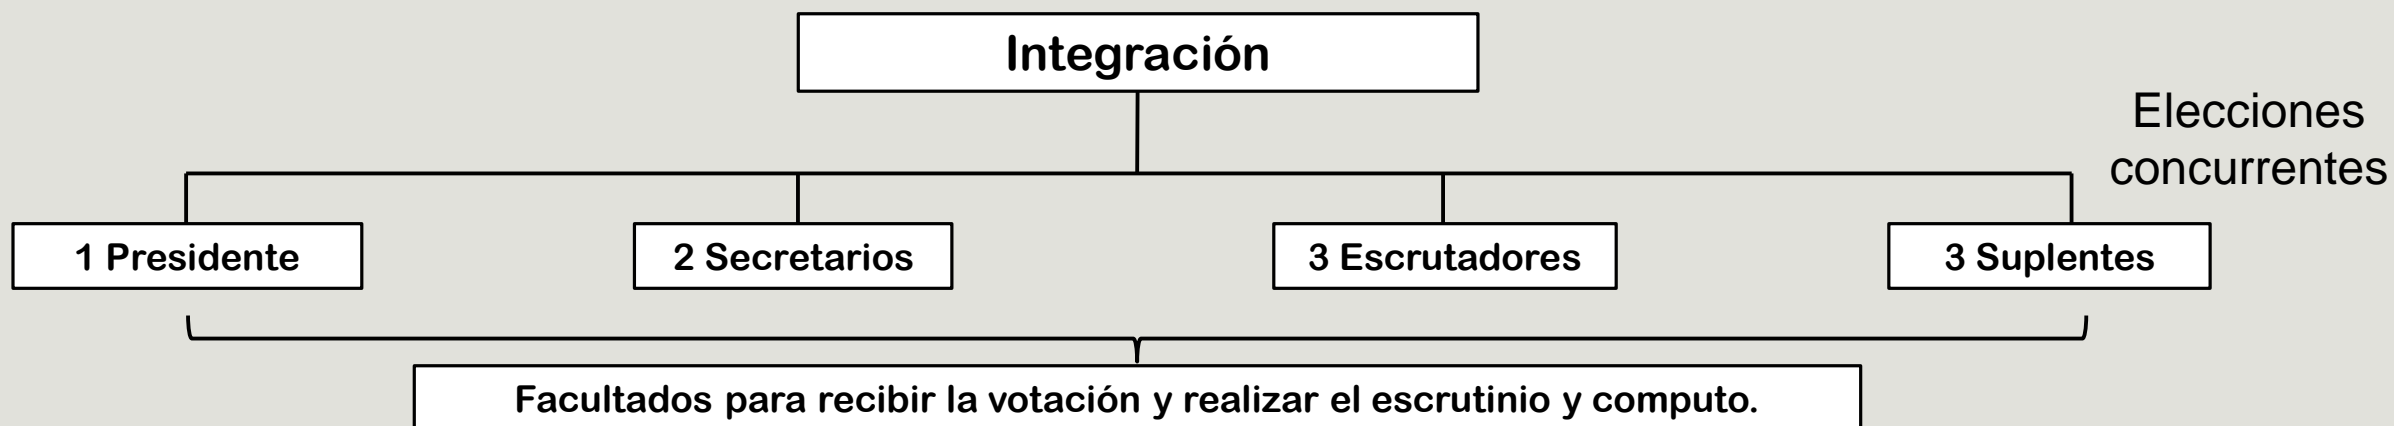 Integración
Elecciones
concurrentes
1 Presidente
2 Secretarios
3 Escrutadores
3 Suplentes
Facultados para recibir la votación y realizar el escrutinio y computo.